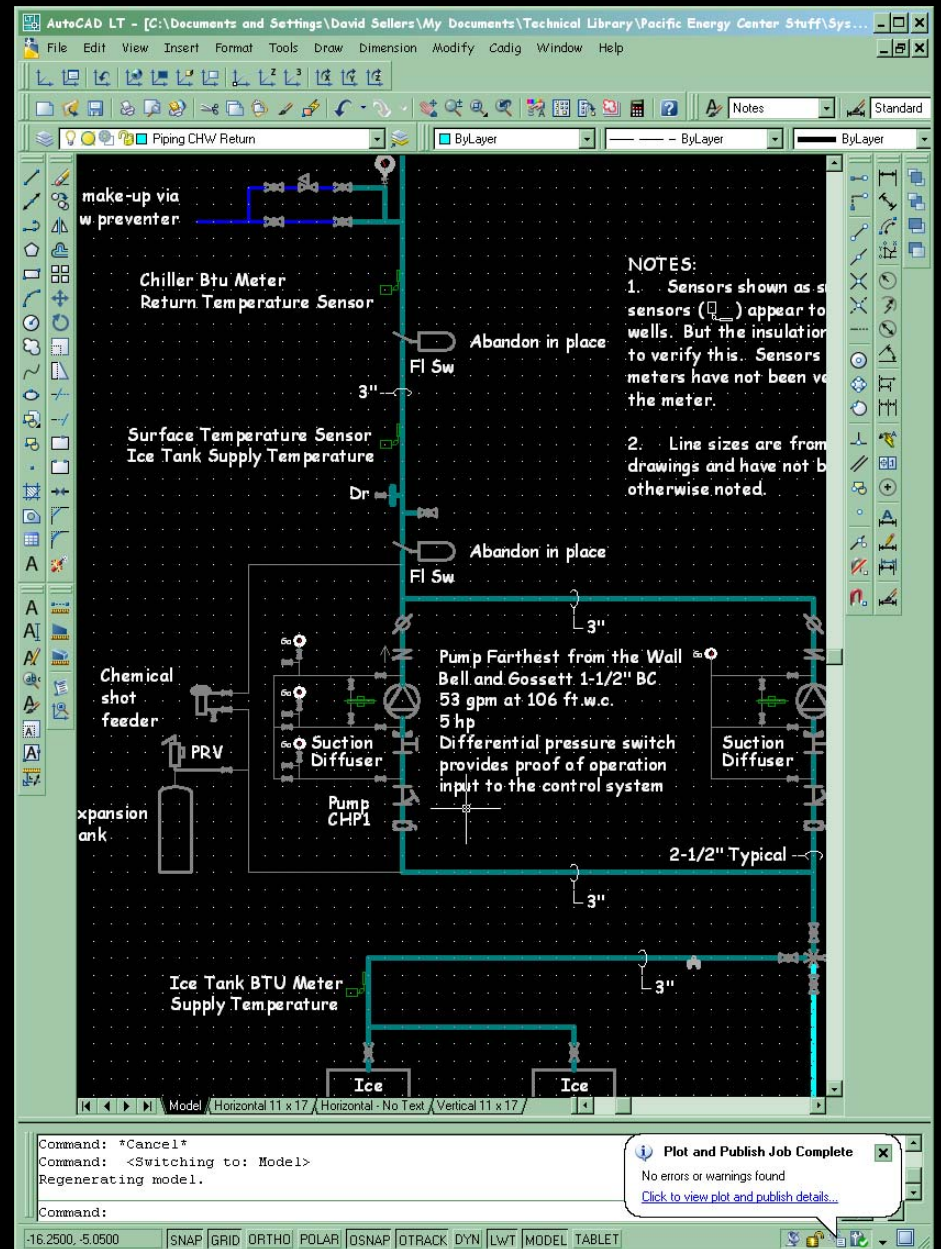 AutoCAD LT - [C:\Documents and Settings\David Sellers\My Documents\Technical Library\Pacific Energy Center Stuff\Sys...
File Edit View Insert Format Tools Draw Dimension Modify Cadig Window Help
Notes
Standard
Piping CHW Return
ByLayer
ByLayer
ByLayer
make-up via
w preventer
Chiller Btu Meter
Return Temperature Sensor
NOTES:
1. Sensors shown as s
sensors ( ) appear to
wells. But the insulation
to verify this. Sensors
meters have not been ve
the meter.
2. Line sizes are from
drawings and have not b
otherwise noted.
Abandon in place
Fl Sw
3"
Surface Temperature Sensor
Ice Tank Supply Temperature
Dr
Abandon in place
Fl Sw
3"
Chemical
shot
feeder
PRV
xpansion
ank
Go
Go
Go
Suction
Diffuser
Pump
CHP1
Pump Farthest from the Wall
Bell and Gossett 1-1/2" BC
53 gpm at 106 ft.w.c.
5 hp
Differential pressure switch
provides proof of operation
input to the control system
Go
Suction
Diffuser
2-1/2" Typical
3"
Ice Tank BTU Meter
Supply Temperature
3"
Ice
Ice
Model
Horizontal 11 x 17
Horizontal - No Text
Vertical 11 x 17
Command: *Cancel*
Command: <Switching to: Model>
Regenerating model.
Command:
Plot and Publish Job Complete
No errors or warnings found
Click to view plot and publish details...
-16.2500, -5.0500
SNAP GRID ORTHO POLAR OSNAP OTRACK DYN LWT MODEL TABLET